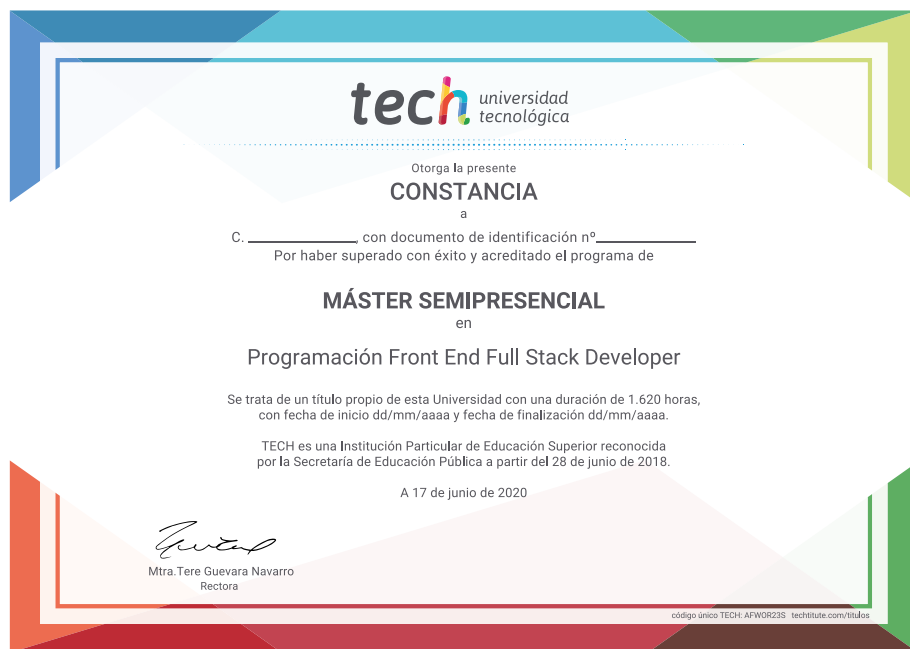 tech universidad
tecnológica
Otorga la presente
CONSTANCIA
a
C. ____________, con documento de identificación nº____________
Por haber superado con éxito y acreditado el programa de
MÁSTER SEMIPRESENCIAL
en
Programación Front End Full Stack Developer
Se trata de un título propio de esta Universidad con una duración de 1.620 horas,
con fecha de inicio dd/mm/aaaa y fecha de finalización dd/mm/aaaa.
TECH es una Institución Particular de Educación Superior reconocida
por la Secretaría de Educación Pública a partir del 28 de junio de 2018.
A 17 de junio de 2020
Mtra.Tere Guevara Navarro
Rectora
código único TECH: AFWOR23S techtitute.com/titulos